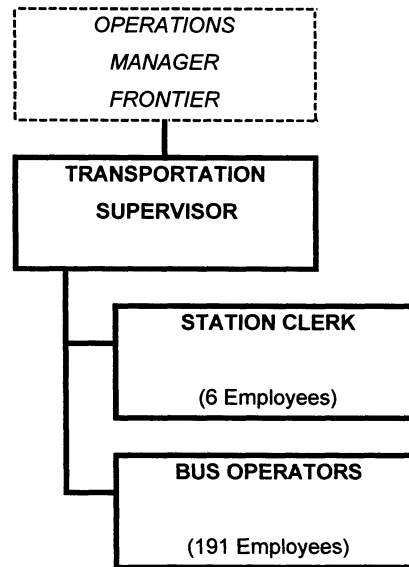 OPERATIONS
MANAGER
FRONTIER
TRANSPORTATION
SUPERVISOR
STATION CLERK
(6 Employees)
BUS OPERATORS
(191 Employees)